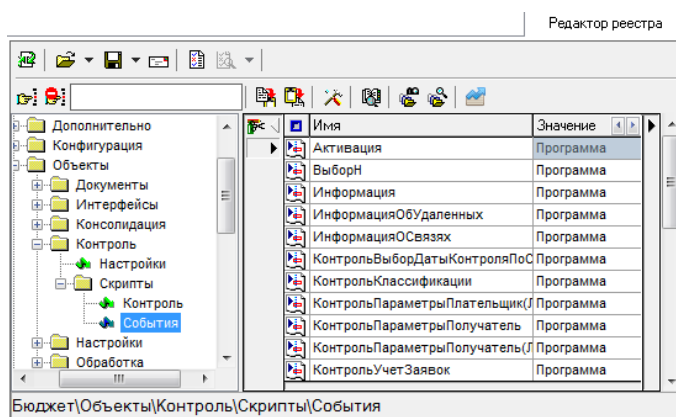 Редактор реестра
Дополнительно
Конфигурация
Объекты
Документы
Интерфейсы
Консолидация
Контроль
Настройки
Скрипты
Контроль
События
Настройки
Обработка
Имя Значение
Активация Программа
ВыборН Программа
Информация Программа
ИнформацияОбУдаленных Программа
ИнформацияОСвязях Программа
КонтрольВыборДатыКонтроляПоС Программа
КонтрольКлассификации Программа
КонтрольПараметрыПлательщик(Л Программа
КонтрольПараметрыПолучатель Программа
КонтрольПараметрыПолучатель(Л Программа
КонтрольУчетЗаявок Программа
Бюджет\Объекты\Контроль\Скрипты\События